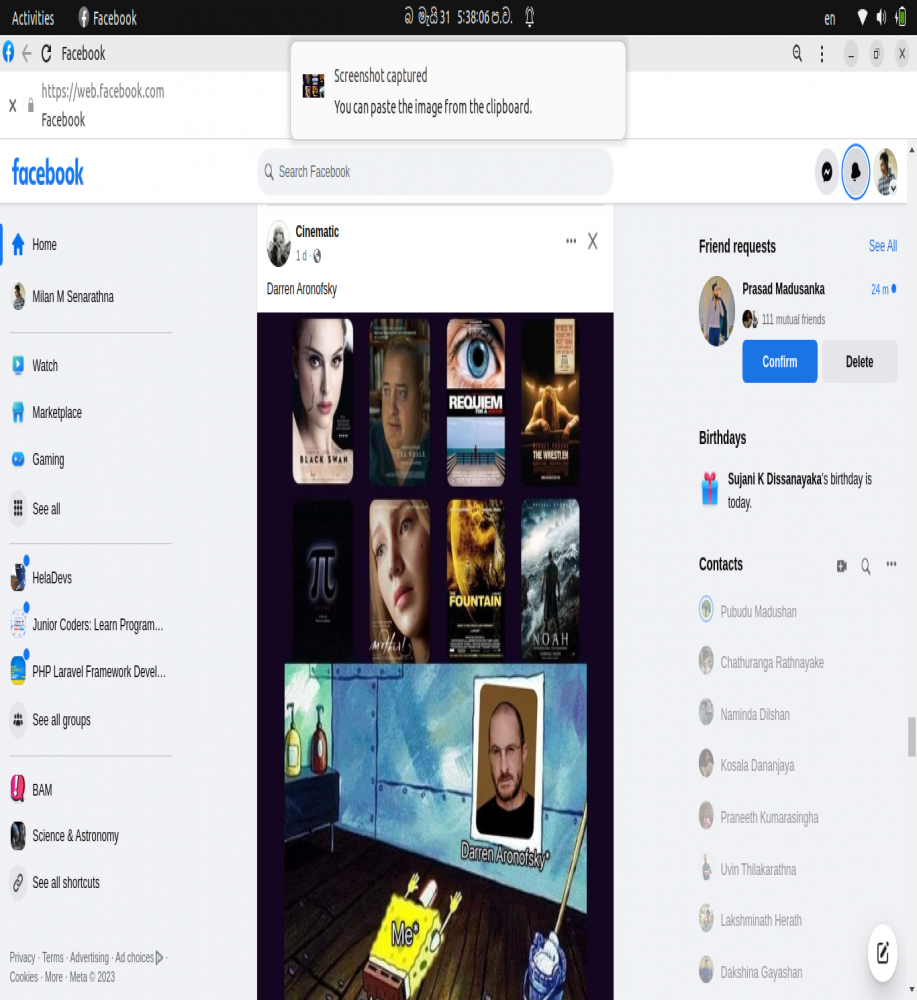 Activities
Facebook
බ මැයි 31 5:38:06 ප.ව.
en
Facebook
Screenshot captured
You can paste the image from the clipboard.
https://web.facebook.com
Facebook
facebook
Search Facebook
Home
Milan M Senarathna
Watch
Marketplace
Gaming
See all
HelaDevs
Junior Coders: Learn Program...
PHP Laravel Framework Devel...
See all groups
BAM
Science & Astronomy
See all shortcuts
Privacy · Terms · Advertising · Ad choices ·
Cookies · More · Meta © 2023
Cinematic
1 d ·
Darren Aronofsky
BLACK SWAN
THE WHALE
REQUIEM
FOR A DREAM
MICKEY ROURKE
THE WRESTLER
π
mother!
THE
FOUNTAIN
RUSSELL CROWE
NOAH
Darren Aronofsky*
Me*
Friend requests
See All
Prasad Madusanka
24 m
111 mutual friends
Confirm
Delete
Birthdays
Sujani K Dissanayaka's birthday is
today.
Contacts
Pubudu Madushan
Chathuranga Rathnayake
Naminda Dilshan
Kosala Dananjaya
Praneeth Kumarasingha
Uvin Thilakarathna
Lakshminath Herath
Dakshina Gayashan